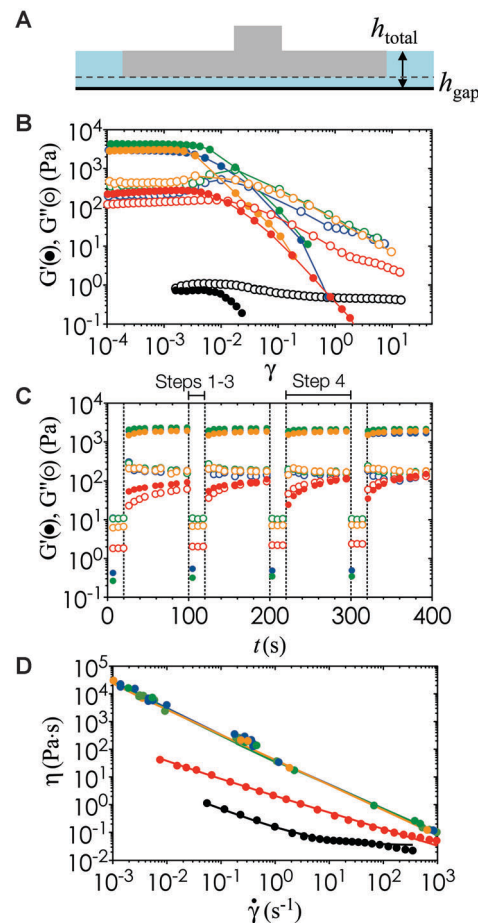 A
h_total
h_gap
B
G'(●), G''(○) (Pa)
10^4
10^3
10^2
10^1
10^0
10^-1
10^-4 10^-3 10^-2 10^-1 10^0 10^1
γ
C
Steps 1-3 Step 4
G'(●), G''(○) (Pa)
10^4
10^3
10^2
10^1
10^0
10^-1
0 100 200 300 400
t (s)
D
η (Pa·s)
10^5
10^4
10^3
10^2
10^1
10^0
10^-1
10^-2
10^-3 10^-2 10^-1 10^0 10^1 10^2 10^3
γ̇ (s^-1)